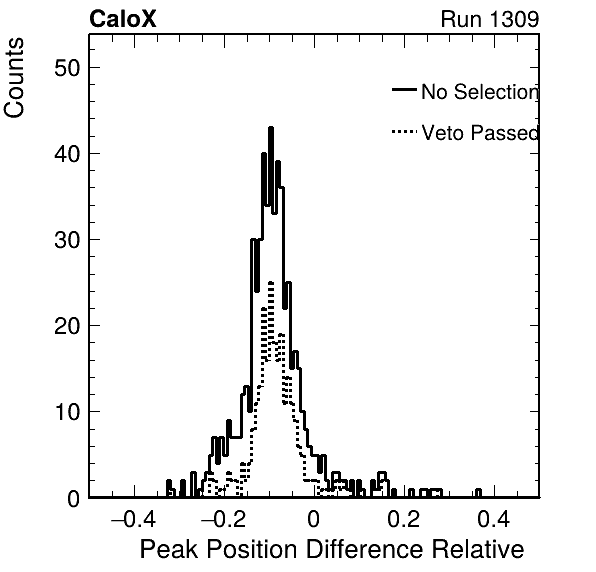 CaloX Run 1309
Counts
50
40
30
20
10
0
No Selection
Veto Passed
−0.4 −0.2 0 0.2 0.4
Peak Position Difference Relative